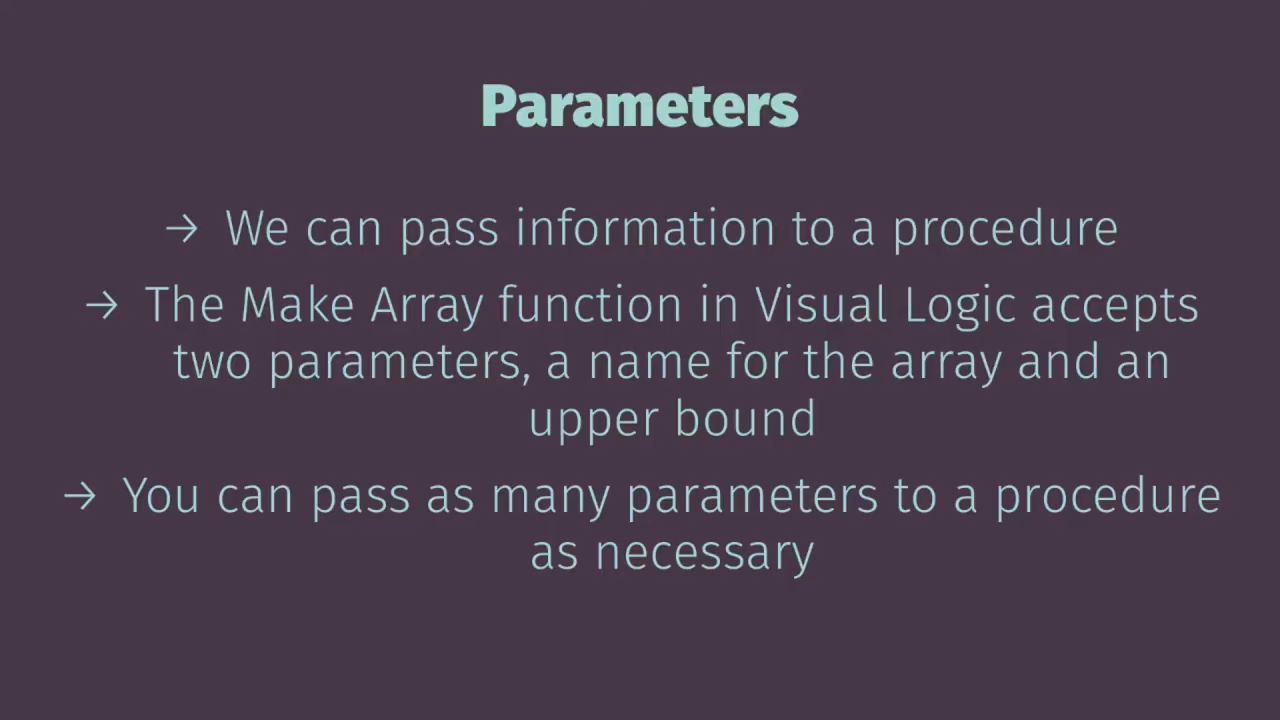 Parameters
→ We can pass information to a procedure
→ The Make Array function in Visual Logic accepts
two parameters, a name for the array and an
upper bound
→ You can pass as many parameters to a procedure
as necessary